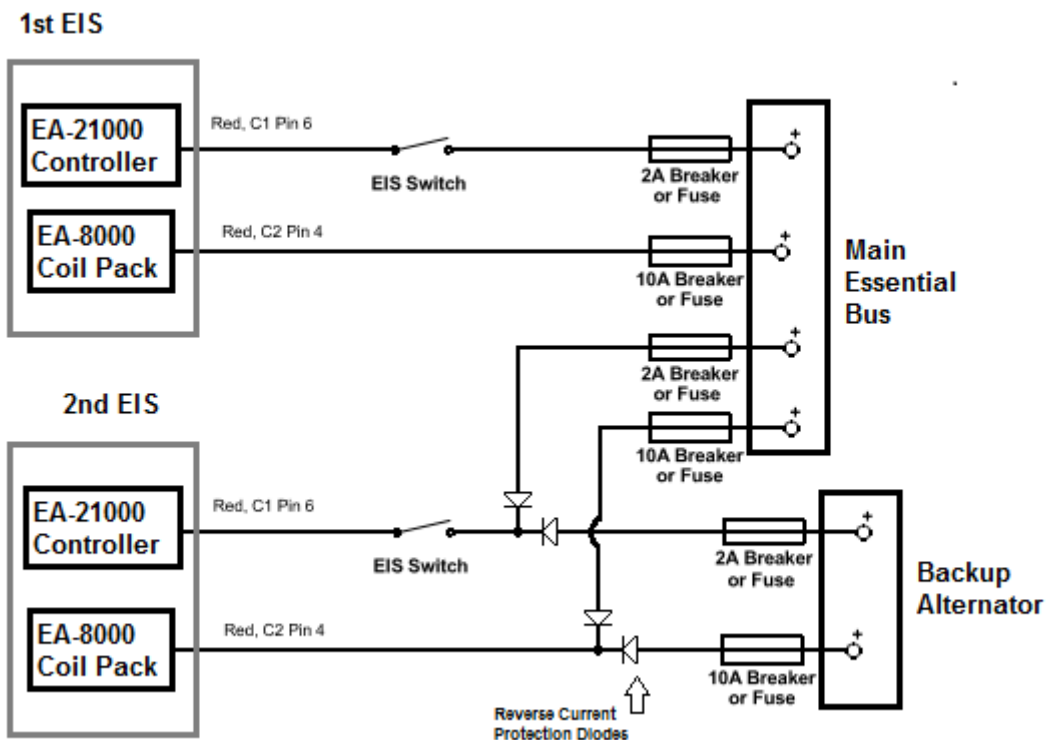 1st EIS
EA-21000
Controller
Red, C1 Pin 6
EIS Switch
2A Breaker
or Fuse
+
EA-8000
Coil Pack
Red, C2 Pin 4
10A Breaker
or Fuse
+
Main
Essential
Bus
2A Breaker
or Fuse
+
10A Breaker
or Fuse
+
2nd EIS
EA-21000
Controller
Red, C1 Pin 6
EIS Switch
2A Breaker
or Fuse
+
EA-8000
Coil Pack
Red, C2 Pin 4
10A Breaker
or Fuse
+
Backup
Alternator
Reverse Current
Protection Diodes